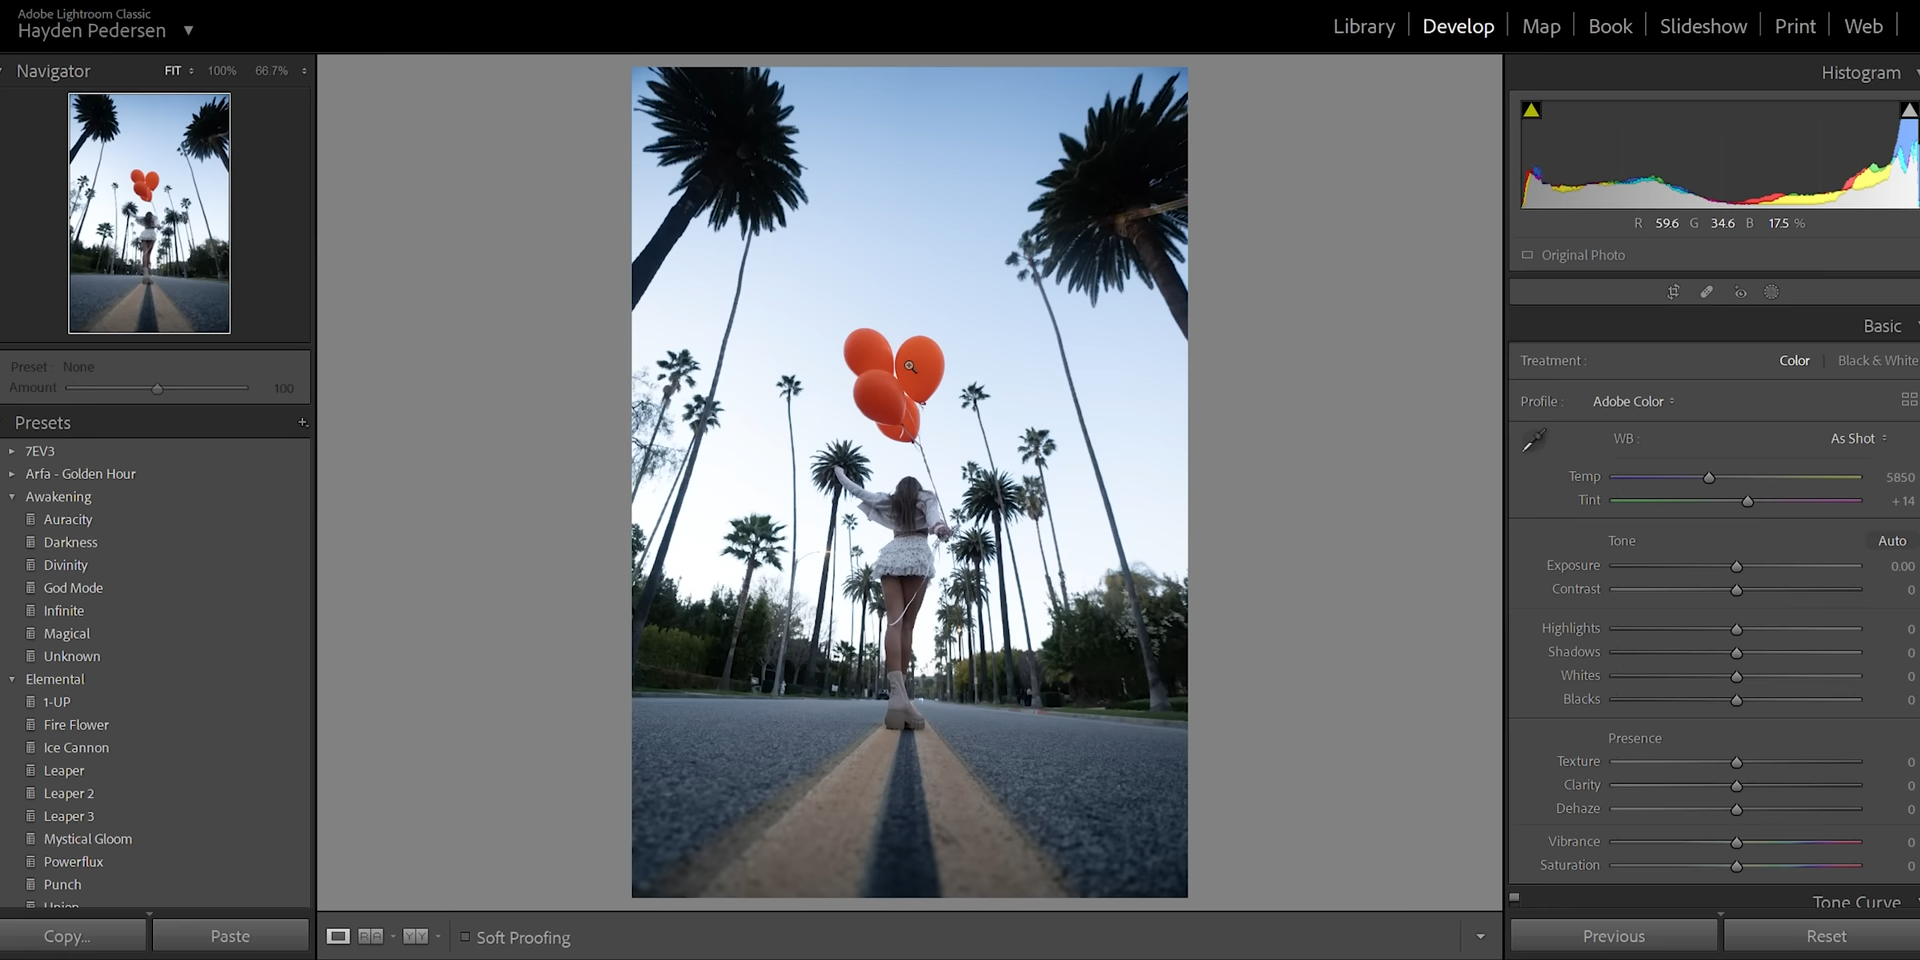 Adobe Lightroom Classic
Hayden Pedersen
Library | Develop | Map | Book | Slideshow | Print | Web |
Navigator FIT 100% 66.7%
Preset : None
Amount 100
Presets +
7EV3
Arfa - Golden Hour
Awakening
Auracity
Darkness
Divinity
God Mode
Infinite
Magical
Unknown
Elemental
1-UP
Fire Flower
Ice Cannon
Leaper
Leaper 2
Leaper 3
Mystical Gloom
Powerflux
Punch
Copy... Paste
Soft Proofing
Histogram
R 59.6 G 34.6 B 17.5 %
Original Photo
Basic
Treatment : Color | Black & White
Profile : Adobe Color
WB : As Shot
Temp 5850
Tint + 14
Tone Auto
Exposure 0.00
Contrast 0
Highlights 0
Shadows 0
Whites 0
Blacks 0
Presence
Texture 0
Clarity 0
Dehaze 0
Vibrance 0
Saturation 0
Tone Curve
Previous Reset